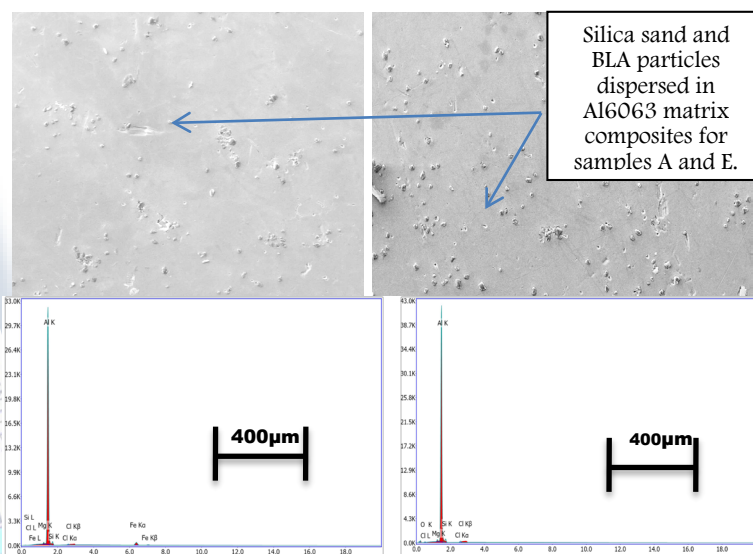 Silica sand and
BLA particles
dispersed in
Al6063 matrix
composites for
samples A and E.
33.0K
29.7K
26.4K
23.1K
19.8K
16.5K
13.2K
9.9K
6.6K
3.3K
0.0K
Al K
Si L
Cl L
Mg K
Fe L
Si K
Cl Kβ
Cl Kα
Fe Kα
Fe Kβ
400µm
0.0 2.0 4.0 6.0 8.0 10.0 12.0 14.0 16.0 18.0
43.0K
38.7K
34.4K
30.1K
25.8K
21.5K
17.2K
12.9K
8.6K
4.3K
0.0K
Al K
O K
Cl L
Mg K
Si K
Cl Kβ
Cl Kα
400µm
0.0 2.0 4.0 6.0 8.0 10.0 12.0 14.0 16.0 18.0